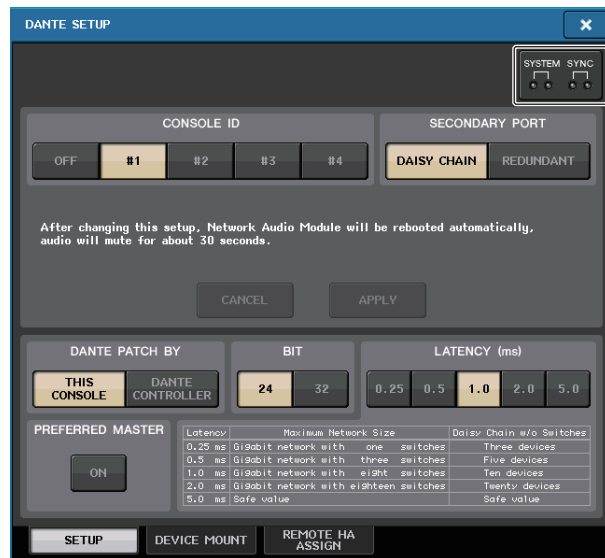 DANTE SETUP
SYSTEM SYNC
CONSOLE ID
SECONDARY PORT
OFF #1 #2 #3 #4 DAISY CHAIN REDUNDANT
After changing this setup, Network Audio Module will be rebooted automatically,
audio will mute for about 30 seconds.
CANCEL APPLY
DANTE PATCH BY BIT LATENCY (ms)
THIS CONSOLE DANTE CONTROLLER 24 32 0.25 0.5 1.0 2.0 5.0
PREFERRED MASTER
ON
Latency Maximum Network Size Daisy Chain w/o Switches
0.25 ms Gigabit network with one switches Three devices
0.5 ms Gigabit network with three switches Five devices
1.0 ms Gigabit network with eight switches Ten devices
2.0 ms Gigabit network with eighteen switches Twenty devices
5.0 ms Safe value Safe value
SETUP DEVICE MOUNT REMOTE HA ASSIGN